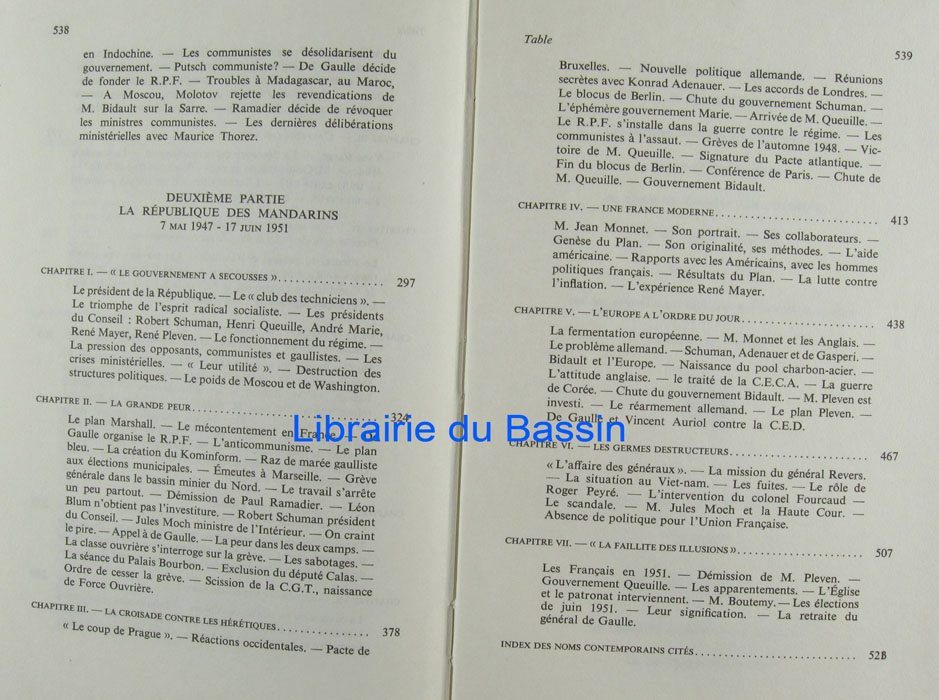 538
en Indochine. — Les communistes se désolidarisent du
gouvernement. — Putsch communiste? — De Gaulle décide
de fonder le R.P.F. — Troubles à Madagascar, au Maroc,
— A Moscou, Molotov rejette les revendications de
M. Bidault sur la Sarre. — Ramadier décide de révoquer
les ministres communistes. — Les dernières délibérations
ministérielles avec Maurice Thorez.
DEUXIÈME PARTIE
LA RÉPUBLIQUE DES MANDARINS
7 MAI 1947 - 17 JUIN 1951
CHAPITRE I. — « LE GOUVERNEMENT A SECOUSSES ».................. 297
Le président de la République. — Le « club des techniciens ». —
Le triomphe de l'esprit radical socialiste. — Les présidents
du Conseil : Robert Schuman, Henri Queuille, André Marie,
René Mayer, René Pleven. — Le fonctionnement du régime. —
La pression des opposants, communistes et gaullistes. — Les
crises ministérielles. — « Leur utilité ». — Destruction des
structures politiques. — Le poids de Moscou et de Washington.
CHAPITRE II. — LA GRANDE PEUR.............................. 324
Le plan Marshall. — Le mécontentement en France — De
Gaulle organise le R.P.F. — L'anticommunisme. — Le plan
bleu. — La création du Kominform. — Raz de marée gaulliste
aux élections municipales. — Émeutes à Marseille. — Grève
générale dans le bassin minier du Nord. — Le travail s'arrête
un peu partout. — Démission de Paul Ramadier. — Léon
Blum n'obtient pas l'investiture. — Robert Schuman président
du Conseil. — Jules Moch ministre de l'Intérieur. — On craint
le pire. — Appel à de Gaulle. — La peur dans les deux camps. —
La classe ouvrière s'interroge sur la grève. — Les sabotages. —
La séance du Palais Bourbon. — Exclusion du député Calas. —
Ordre de cesser la grève. — Scission de la C.G.T., naissance
de Force Ouvrière.
CHAPITRE III. — LA CROISADE CONTRE LES HÉRÉTIQUES................ 378
« Le coup de Prague ». — Réactions occidentales. — Pacte de
Table
539
Bruxelles. — Nouvelle politique allemande. — Réunions
secrètes avec Konrad Adenauer. — Les accords de Londres. —
Le blocus de Berlin. — Chute du gouvernement Schuman. —
L'éphémère gouvernement Marie. — Arrivée de M. Queuille. —
Le R.P.F. s'installe dans la guerre contre le régime. — Les
communistes à l'assaut. — Grèves de l'automne 1948. — Vic-
toire de M. Queuille. — Signature du Pacte atlantique. —
Fin du blocus de Berlin. — Conférence de Paris. — Chute de
M. Queuille. — Gouvernement Bidault.
CHAPITRE IV. — UNE FRANCE MODERNE........................... 413
M. Jean Monnet. — Son portrait. — Ses collaborateurs. —
Genèse du Plan. — Son originalité, ses méthodes. — L'aide
américaine. — Rapports avec les Américains, avec les hommes
politiques français. — Résultats du Plan. — La lutte contre
l'inflation. — L'expérience René Mayer.
CHAPITRE V. — L'EUROPE A L'ORDRE DU JOUR...................... 438
La fermentation européenne. — M. Monnet et les Anglais. —
Le problème allemand. — Schuman, Adenauer et de Gasperi. —
Bidault et l'Europe. — Naissance du pool charbon-acier. —
L'attitude anglaise. — le traité de la C.E.C.A. — La guerre
de Corée. — Chute du gouvernement Bidault. — M. Pleven est
investi. — Le réarmement allemand. — Le plan Pleven. —
De Gaulle et Vincent Auriol contre la C.E.D.
Librairie du Bassin
CHAPITRE VI. — LES GERMES DESTRUCTEURS...................... 467
« L'affaire des généraux ». — La mission du général Revers.
— La situation au Viet-nam. — Les fuites. — Le rôle de
Roger Peyré. — L'intervention du colonel Fourcaud —
Le scandale. — M. Jules Moch et la Haute Cour. —
Absence de politique pour l'Union Française.
CHAPITRE VII. — « LA FAILLITE DES ILLUSIONS »..................... 507
Les Français en 1951. — Démission de M. Pleven. —
Gouvernement Queuille. — Les apparentements. — L'Église
et le patronat interviennent. — M. Boutemy. — Les élections
de juin 1951. — Leur signification. — La retraite du
général de Gaulle.
INDEX DES NOMS CONTEMPORAINS CITÉS........................... 528